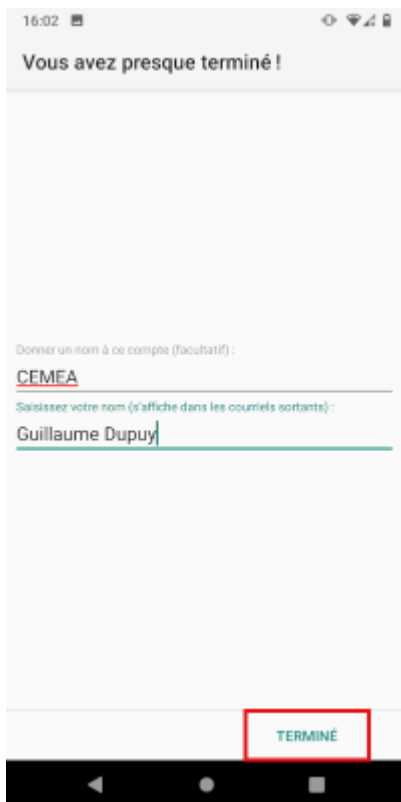 16:02
Vous avez presque terminé !
Donner un nom à ce compte (facultatif) :
CEMEA
Saisissez votre nom (s'affiche dans les courriels sortants) :
Guillaume Dupuy
TERMINÉ